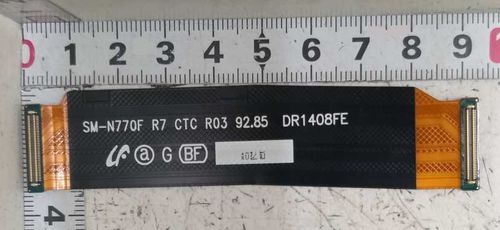 0 1 2 3 4 5 6 7 8 9
SM-N770F R7 CTC R03 92.85 DR1408FE
a G BF
4